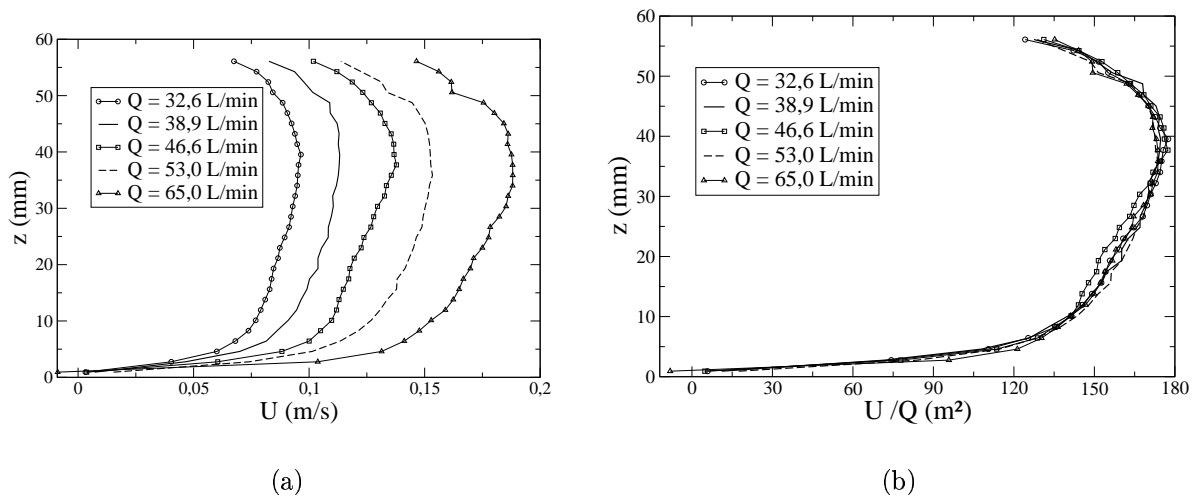 60
50
40
30
20
10
0
z (mm)
Q = 32,6 L/min
Q = 38,9 L/min
Q = 46,6 L/min
Q = 53,0 L/min
Q = 65,0 L/min
0 0,05 0,1 0,15 0,2
U (m/s)
(a)
60
50
40
30
20
10
0
z (mm)
Q = 32,6 L/min
Q = 38,9 L/min
Q = 46,6 L/min
Q = 53,0 L/min
Q = 65,0 L/min
0 30 60 90 120 150 180
U /Q (m²)
(b)